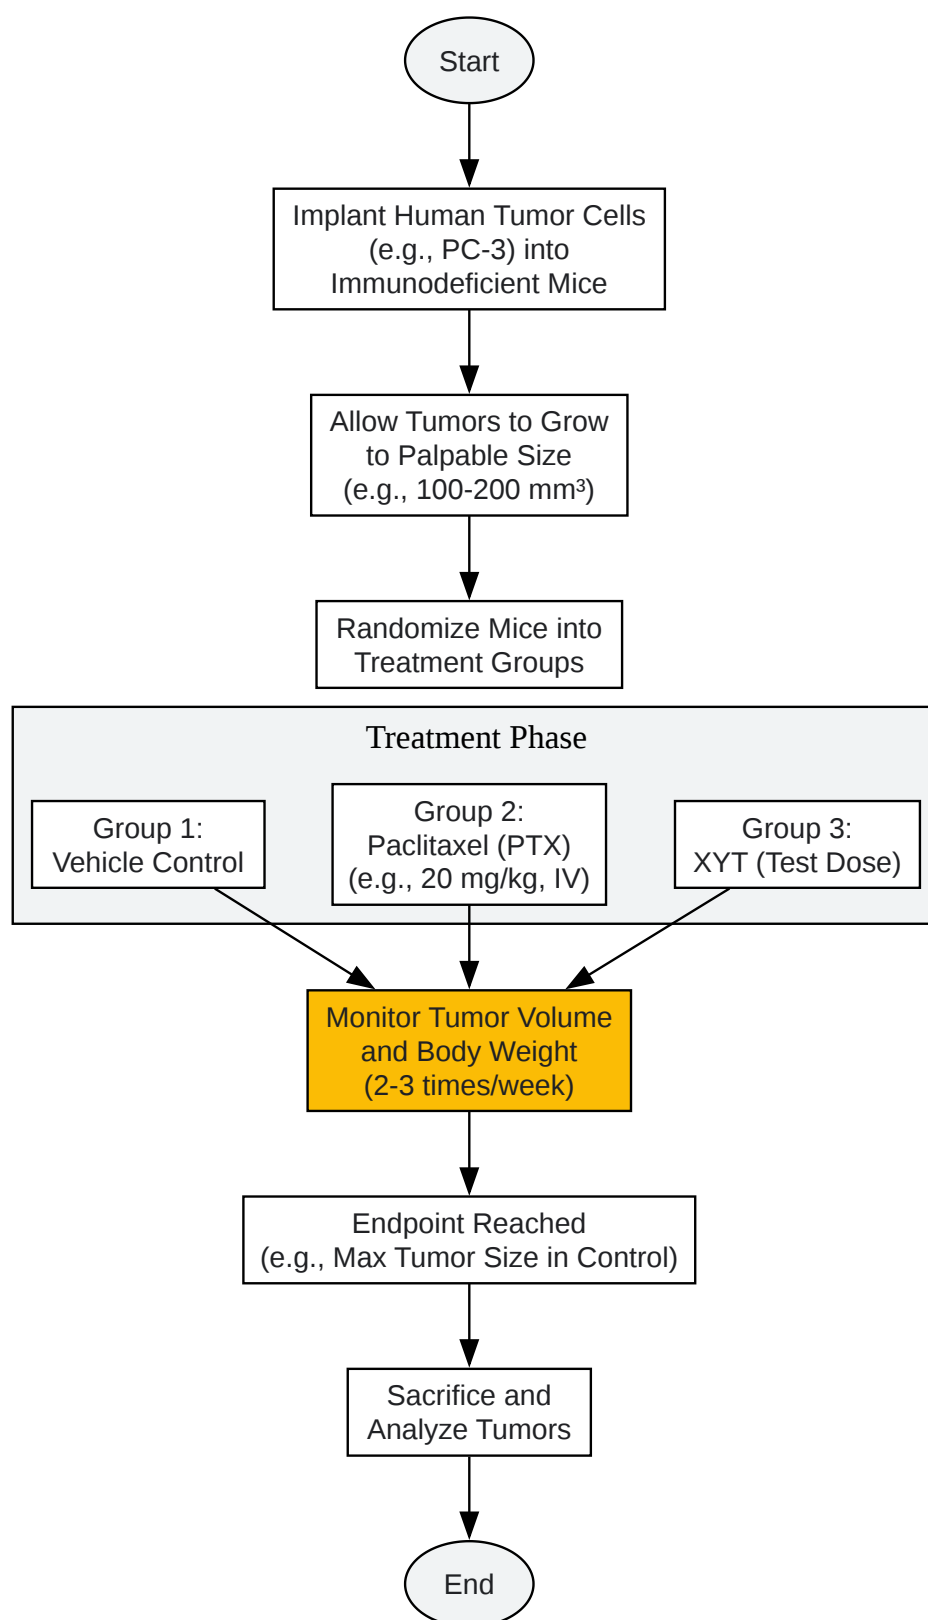 Start
Implant Human Tumor Cells
(e.g., PC-3) into
Immunodeficient Mice
Allow Tumors to Grow
to Palpable Size
(e.g., 100-200 mm³)
Randomize Mice into
Treatment Groups
Treatment Phase
Group 1:
Vehicle Control
Group 2:
Paclitaxel (PTX)
(e.g., 20 mg/kg, IV)
Group 3:
XYT (Test Dose)
Monitor Tumor Volume
and Body Weight
(2-3 times/week)
Endpoint Reached
(e.g., Max Tumor Size in Control)
Sacrifice and
Analyze Tumors
End